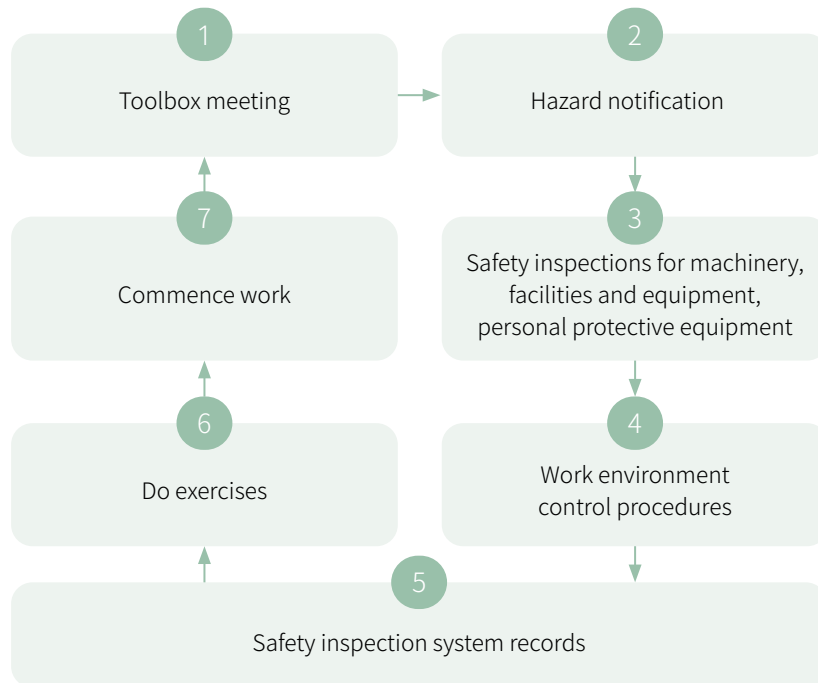 1
Toolbox meeting
2
Hazard notification
3
Safety inspections for machinery,
facilities and equipment,
personal protective equipment
4
Work environment
control procedures
5
Safety inspection system records
6
Do exercises
7
Commence work